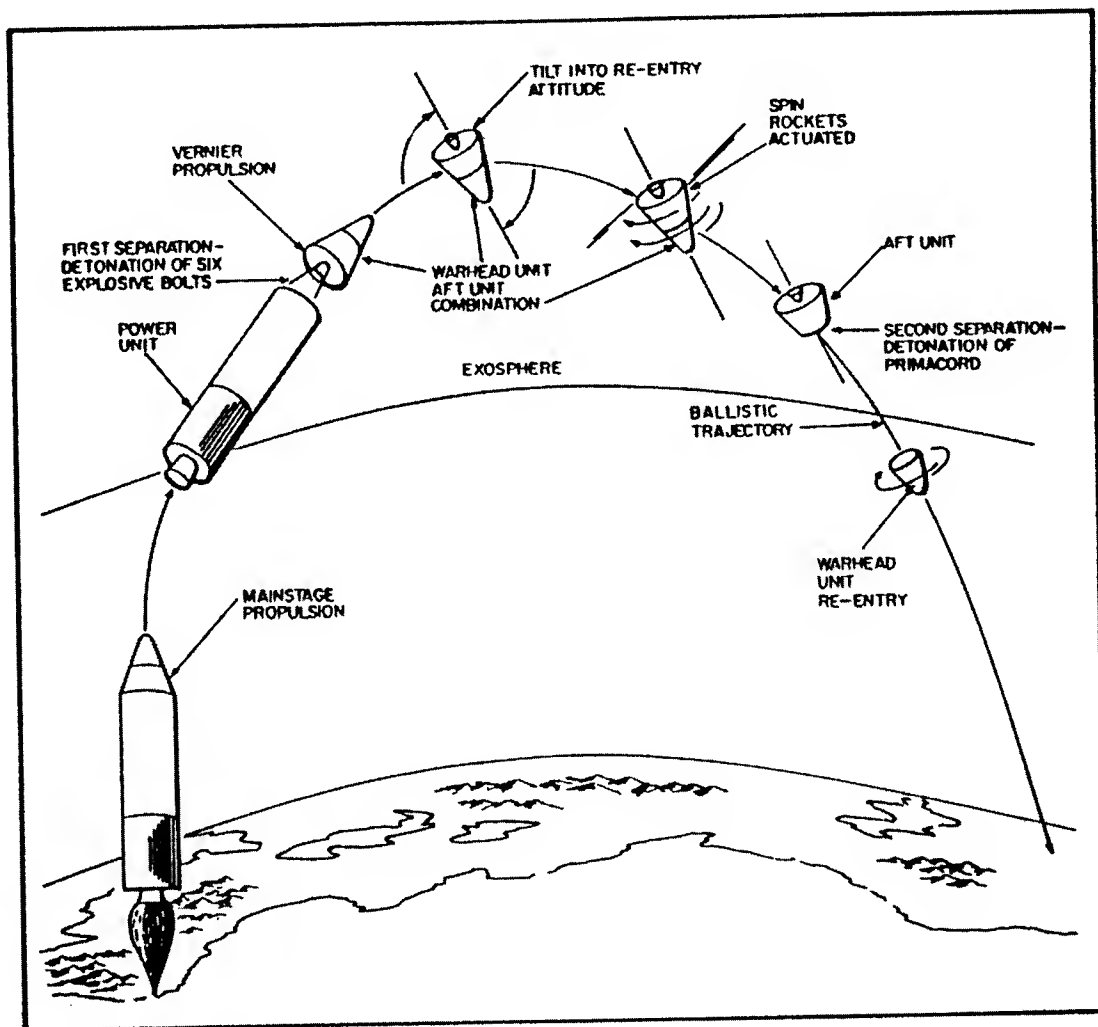 TILT INTO RE-ENTRY
ATTITUDE
SPIN
ROCKETS
ACTUATED
VERNIER
PROPULSION
FIRST SEPARATION-
DETONATION OF SIX
EXPLOSIVE BOLTS
WARHEAD UNIT
AFT UNIT
COMBINATION
AFT UNIT
POWER
UNIT
SECOND SEPARATION-
DETONATION OF
PRIMACORD
EXOSPHERE
BALLISTIC
TRAJECTORY
WARHEAD
UNIT
RE-ENTRY
MAINSTAGE
PROPULSION